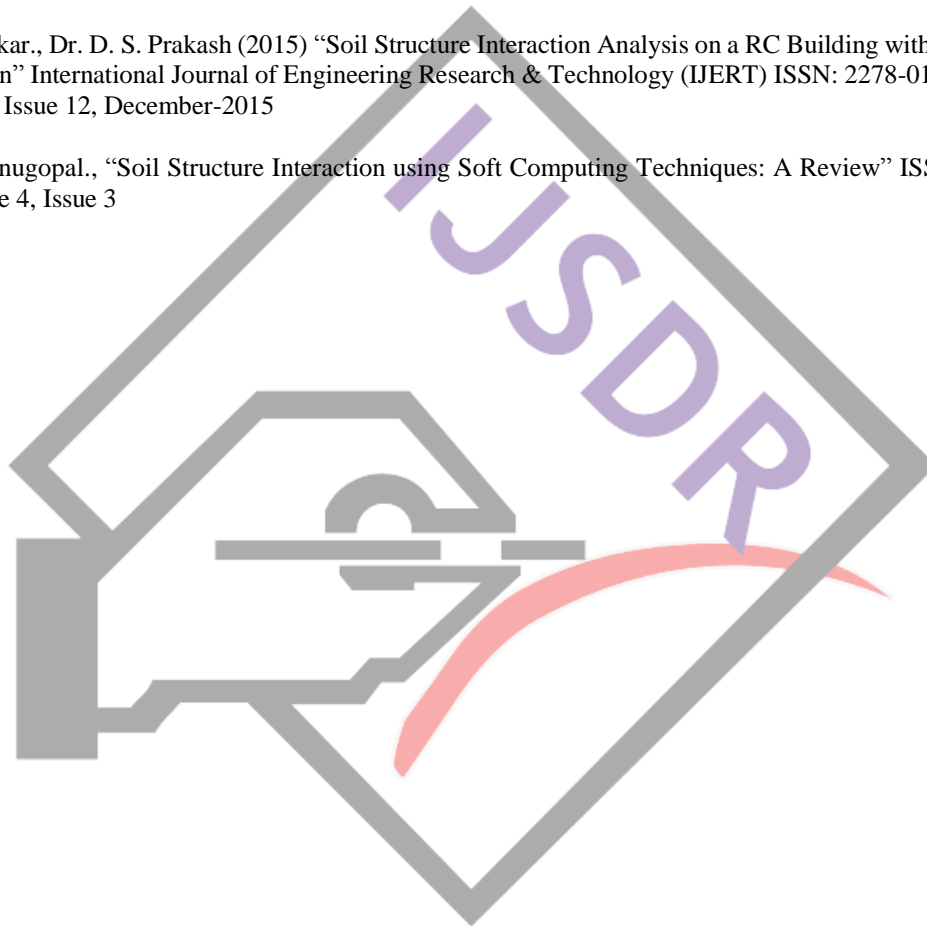 kar., Dr. D. S. Prakash (2015) “Soil Structure Interaction Analysis on a RC Building with
n” International Journal of Engineering Research & Technology (IJERT) ISSN: 2278-01
Issue 12, December-2015
nugopal., “Soil Structure Interaction using Soft Computing Techniques: A Review” ISS
e 4, Issue 3
IJSDR